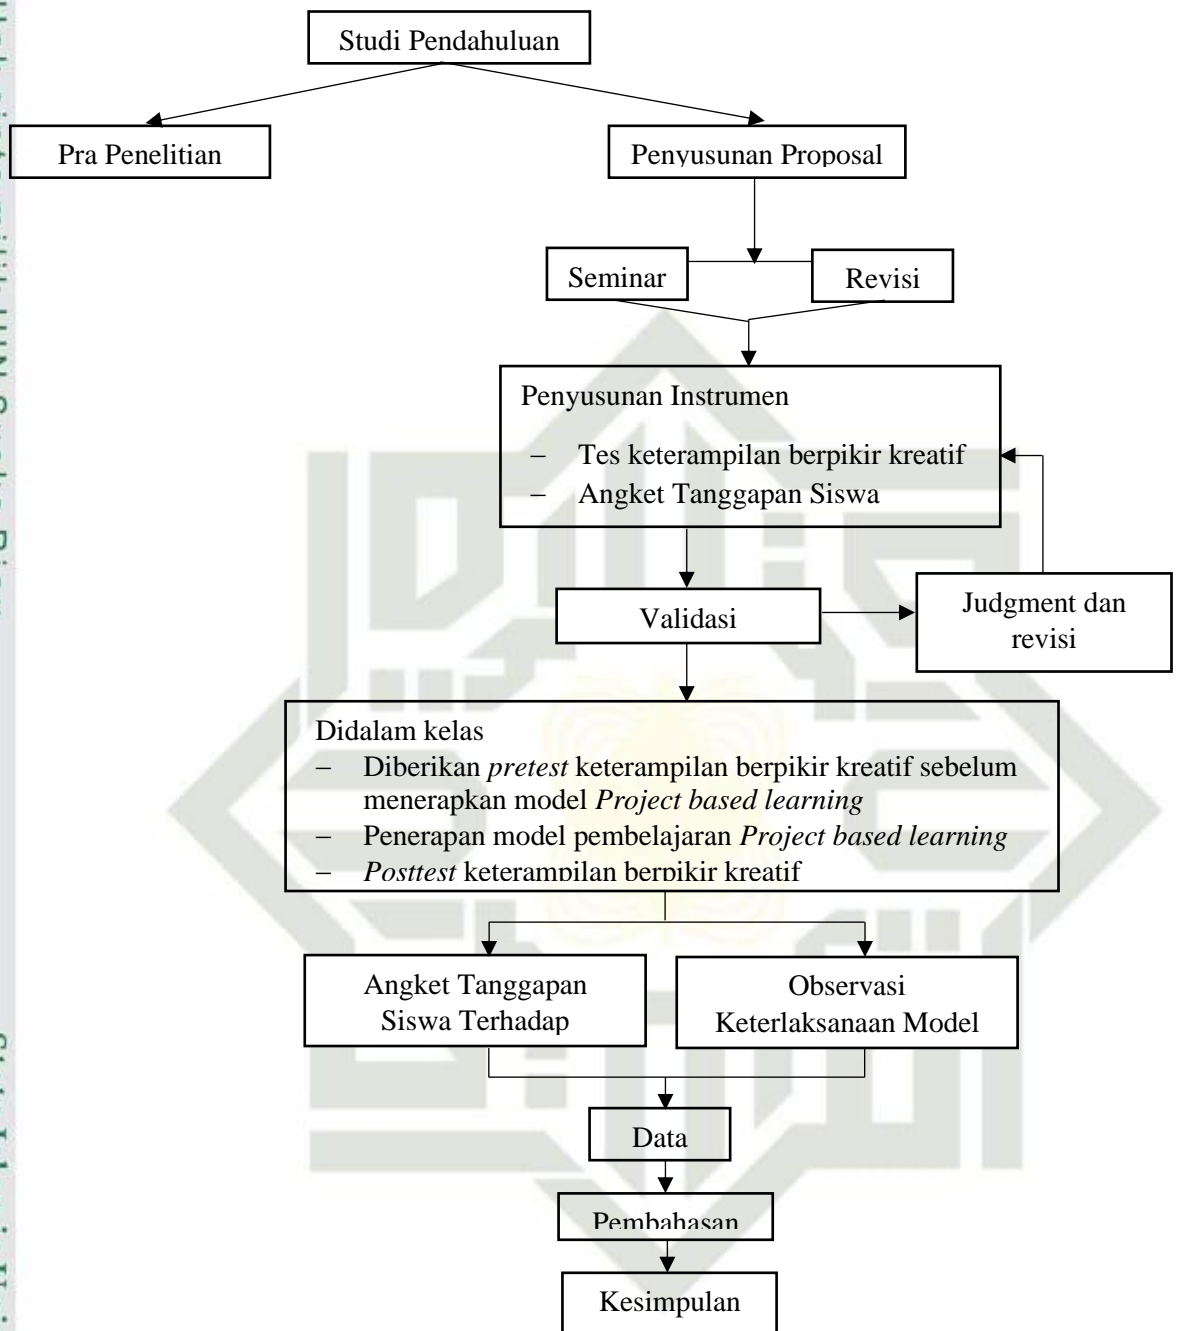 Studi Pendahuluan
Pra Penelitian
Penyusunan Proposal
Seminar
Revisi
Penyusunan Instrumen
– Tes keterampilan berpikir kreatif
– Angket Tanggapan Siswa
Validasi
Judgment dan
revisi
Didalam kelas
– Diberikan pretest keterampilan berpikir kreatif sebelum
menerapkan model Project based learning
– Penerapan model pembelajaran Project based learning
– Posttest keterampilan berpikir kreatif
Angket Tanggapan
Siswa Terhadap
Observasi
Keterlaksanaan Model
Data
Pembahasan
Kesimpulan